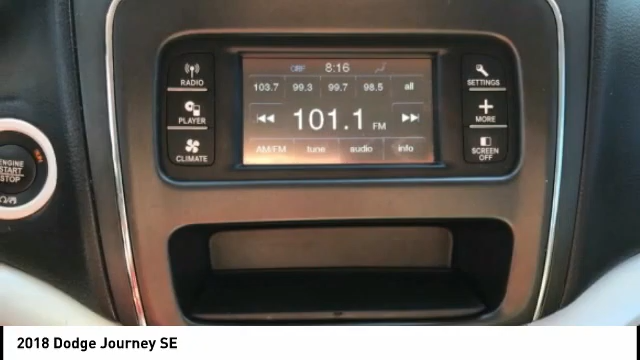 RADIO
PLAYER
CLIMATE
8:16
103.7 99.3 99.7 98.5 all
101.1 FM
AM/FM tune audio info
SETTINGS
MORE
SCREEN OFF
ENGINE
START
STOP
2018 Dodge Journey SE